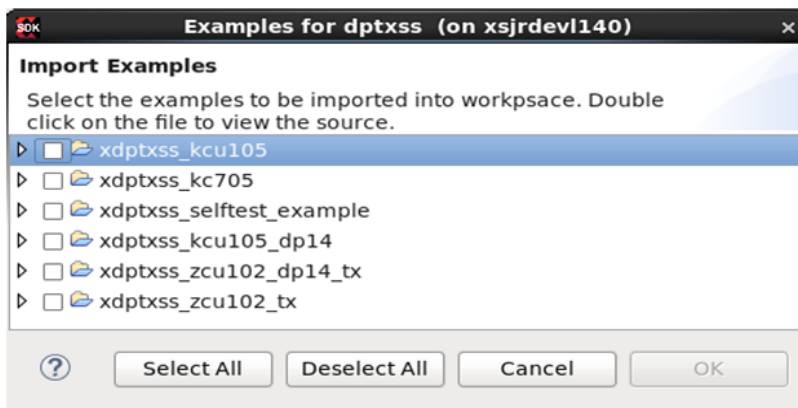 SDK
Examples for dptxss (on xsjrdevl140)
×
Import Examples
Select the examples to be imported into workpsace. Double
click on the file to view the source.
xdptxss_kcu105
xdptxss_kc705
xdptxss_selftest_example
xdptxss_kcu105_dp14
xdptxss_zcu102_dp14_tx
xdptxss_zcu102_tx
? Select All Deselect All Cancel OK